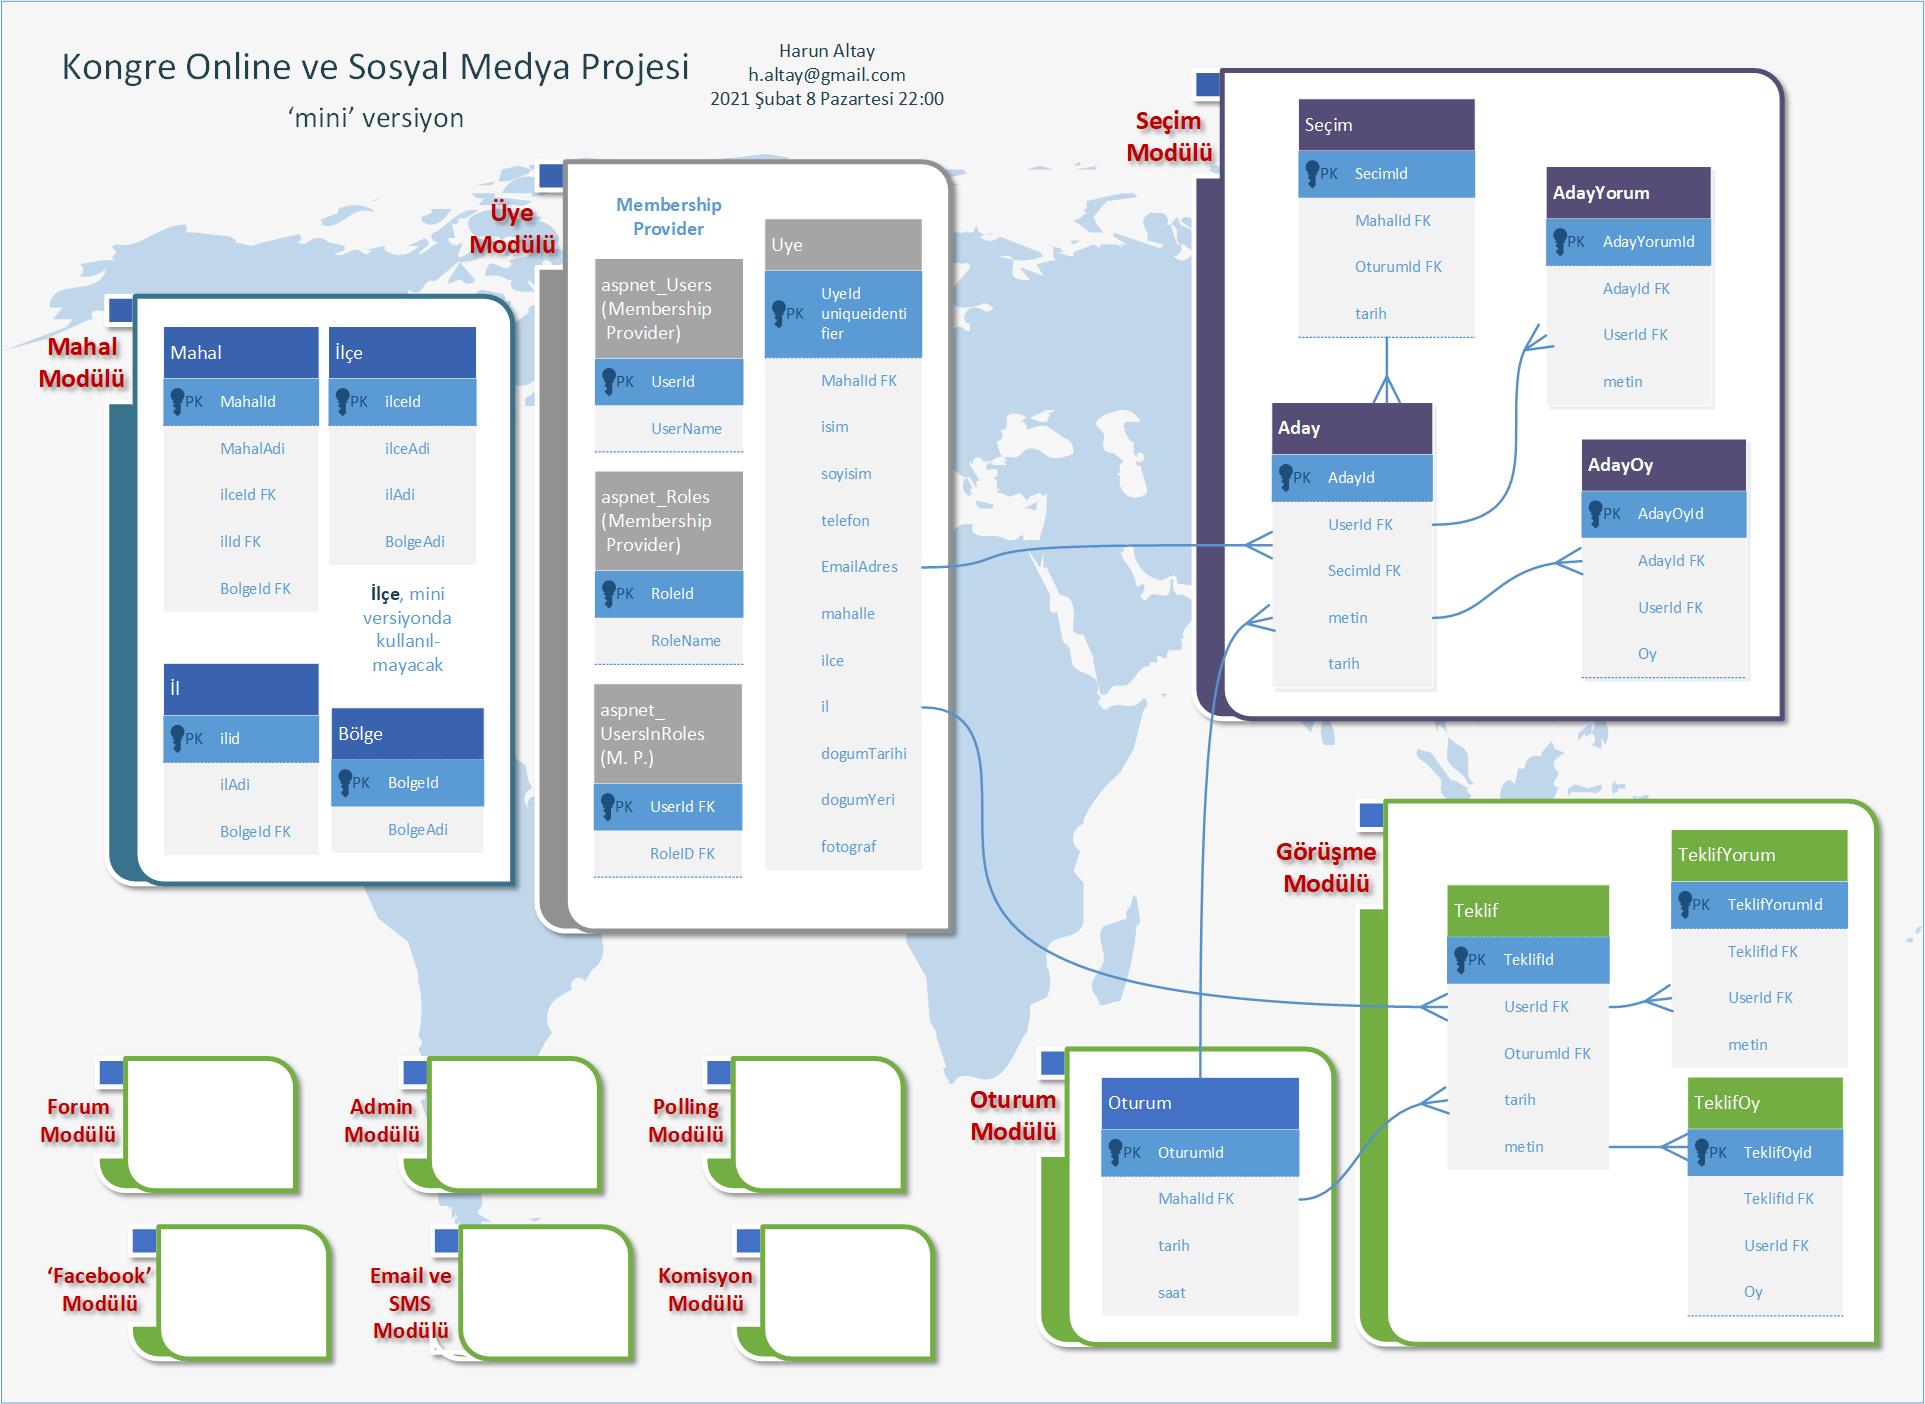 Kongre Online ve Sosyal Medya Projesi
‘mini’ versiyon
Harun Altay
h.altay@gmail.com
2021 Şubat 8 Pazartesi 22:00
Mahal
Modülü
Mahal
PK MahalId
MahalAdi
ilceId FK
ilId FK
BolgeId FK
İlçe
PK ilceId
ilceAdi
ilAdi
BolgeAdi
İlçe, mini
versiyonda
kullanıl-
mayacak
İl
PK ilid
ilAdi
BolgeId FK
Bölge
PK BolgeId
BolgeAdi
Üye
Modülü
Membership
Provider
aspnet_Users
(Membership
Provider)
PK UserId
UserName
aspnet_Roles
(Membership
Provider)
PK RoleId
RoleName
aspnet_
UsersInRoles
(M. P.)
PK UserId FK
RoleID FK
Uye
PK UyeId
uniqueidenti
fier
MahalId FK
isim
soyisim
telefon
EmailAdres
mahalle
ilce
il
dogumTarihi
dogumYeri
fotograf
Seçim
Modülü
Seçim
PK SecimId
MahalId FK
OturumId FK
tarih
AdayYorum
PK AdayYorumId
AdayId FK
UserId FK
metin
Aday
PK AdayId
UserId FK
SecimId FK
metin
tarih
AdayOy
PK AdayOyId
AdayId FK
UserId FK
Oy
Görüşme
Modülü
Teklif
PK TeklifId
UserId FK
OturumId FK
tarih
metin
TeklifYorum
PK TeklifYorumId
TeklifId FK
UserId FK
metin
TeklifOy
PK TeklifOyId
TeklifId FK
UserId FK
Oy
Oturum
Modülü
Oturum
PK OturumId
MahalId FK
tarih
saat
Forum
Modülü
Admin
Modülü
Polling
Modülü
‘Facebook’
Modülü
Email ve
SMS
Modülü
Komisyon
Modülü